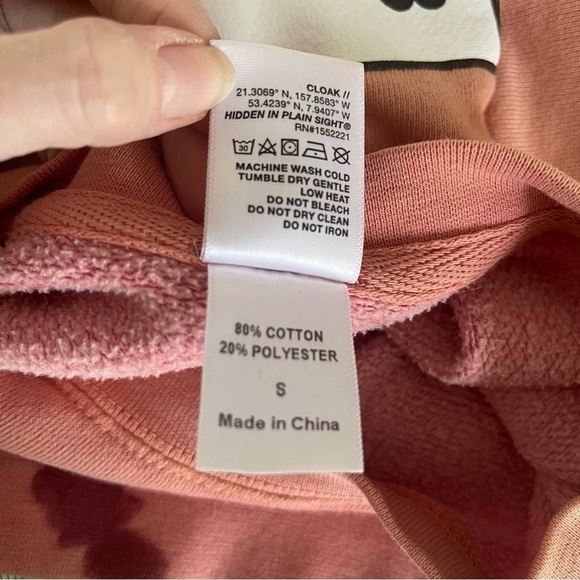 CLOAK //
21.3069° N, 157.8583° W
53.4239° N, 7.9407° W
HIDDEN IN PLAIN SIGHT®
RN#1552221
30
MACHINE WASH COLD
TUMBLE DRY GENTLE
LOW HEAT
DO NOT BLEACH
DO NOT DRY CLEAN
DO NOT IRON
80% COTTON
20% POLYESTER
S
Made in China